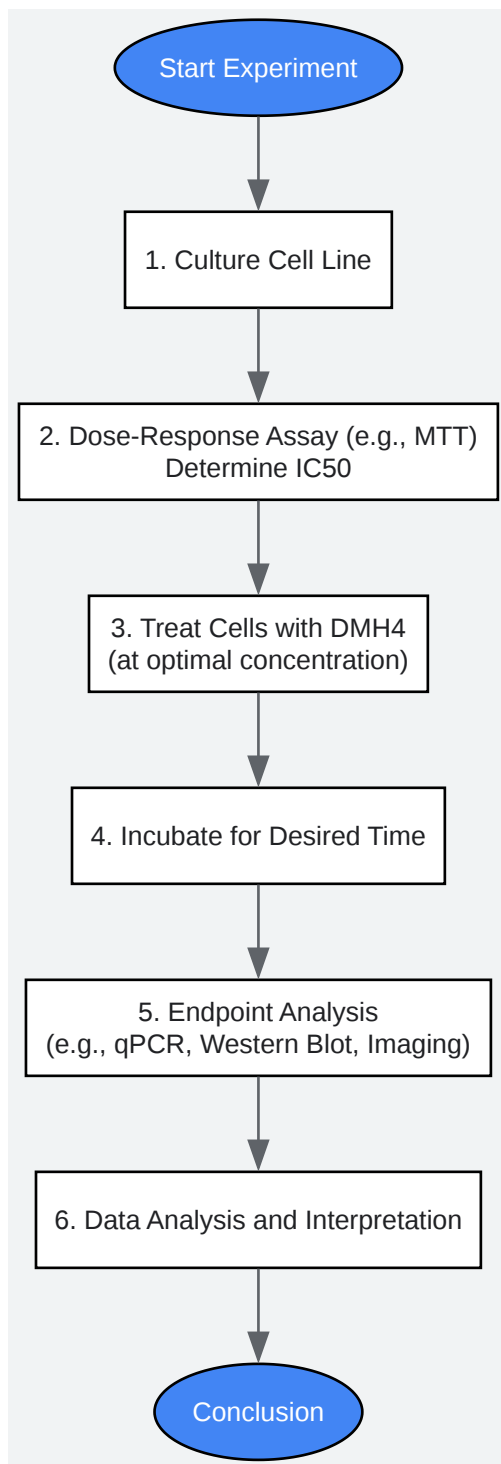 Start Experiment
1. Culture Cell Line
2. Dose-Response Assay (e.g., MTT)
Determine IC50
3. Treat Cells with DMH4
(at optimal concentration)
4. Incubate for Desired Time
5. Endpoint Analysis
(e.g., qPCR, Western Blot, Imaging)
6. Data Analysis and Interpretation
Conclusion